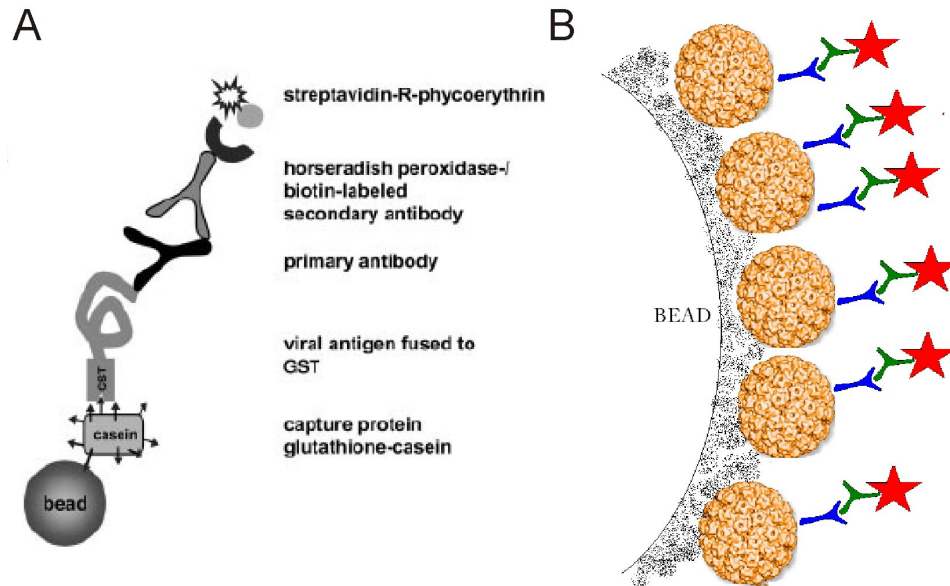 A
streptavidin-R-phycoerythrin
horseradish peroxidase-/
biotin-labeled
secondary antibody
primary antibody
viral antigen fused to
GST
GST
capture protein
glutathione-casein
casein
bead
B
BEAD